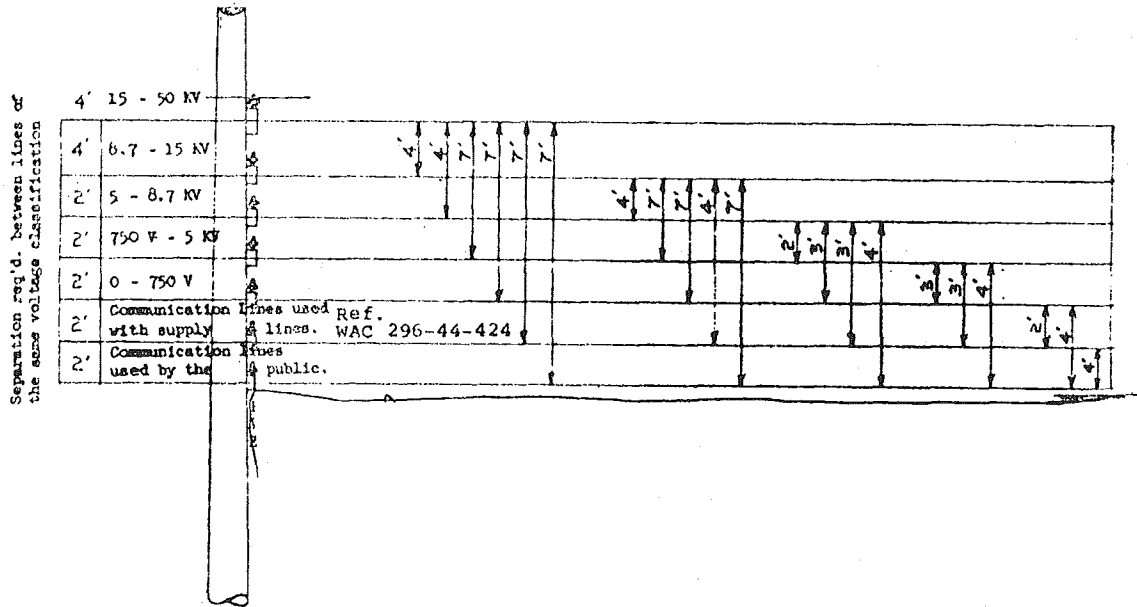 Separation req'd. between lines of
the same voltage classification
4' 15 - 50 KV
4' 8.7 - 15 KV
2' 5 - 8.7 KV
2' 750 V - 5 KV
2' 0 - 750 V
2' Communication Lines used
with supply lines.
Ref.
WAC 296-44-424
2' Communication Lines
used by the public.
4' 4' 7' 7' 7' 7'
4' 7' 7' 4' 7'
2' 3' 3' 4'
3' 3' 4'
2' 4'
4'